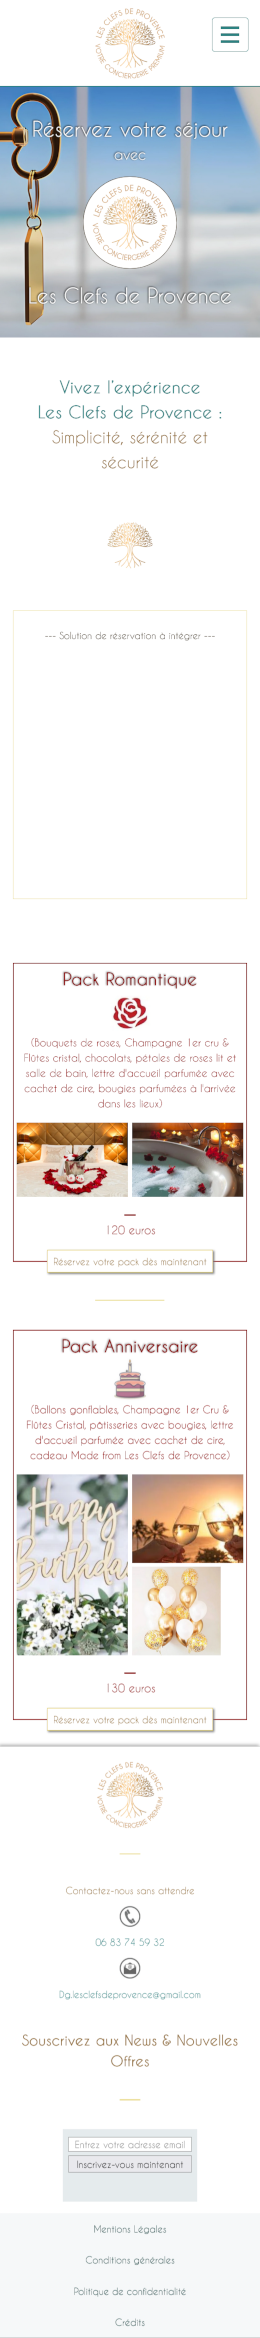 LES CLEFS DE PROVENCE
VOTRE CONCIERGERIE PREMIUM
Réservez votre séjour
avec
LES CLEFS DE PROVENCE
VOTRE CONCIERGERIE PREMIUM
Les Clefs de Provence
Vivez l'expérience
Les Clefs de Provence :
Simplicité, sérénité et
sécurité
--- Solution de réservation à intégrer ---
Pack Romantique
(Bouquets de roses, Champagne 1er cru &
Flûtes cristal, chocolats, pétales de roses lit et
salle de bain, lettre d'accueil parfumée avec
cachet de cire, bougies parfumées à l'arrivée
dans les lieux)
120 euros
Réservez votre pack dès maintenant
Pack Anniversaire
(Ballons gonflables, Champagne 1er Cru &
Flûtes Cristal, pâtisseries avec bougies, lettre
d'accueil parfumée avec cachet de cire,
cadeau Made from Les Clefs de Provence)
Happy
Birthday
130 euros
Réservez votre pack dès maintenant
LES CLEFS DE PROVENCE
VOTRE CONCIERGERIE PREMIUM
Contactez-nous sans attendre
06 83 74 59 32
Dg.lesclefsdeprovence@gmail.com
Souscrivez aux News & Nouvelles
Offres
Entrez votre adresse email
Inscrivez-vous maintenant
Mentions Légales
Conditions générales
Politique de confidentialité
Crédits